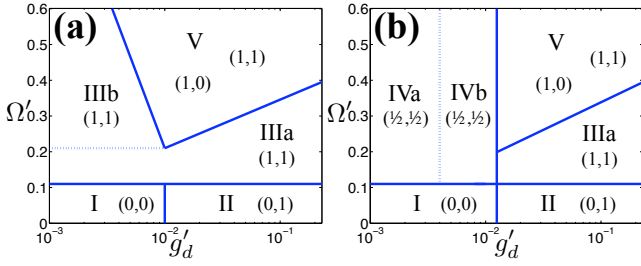 (a)
0.6
0.5
0.4
0.3
0.2
0.1
0
Ω′
V
(1,1)
(1,0)
IIIb
(1,1)
IIIa
(1,1)
I (0,0) II (0,1)
10⁻³ 10⁻² 10⁻¹
g′d
(b)
0.6
0.5
0.4
0.3
0.2
0.1
0
Ω′
V
(1,1)
(1,0)
IVa IVb
(½,½) (½,½)
IIIa
(1,1)
I (0,0) II (0,1)
10⁻³ 10⁻² 10⁻¹
g′d